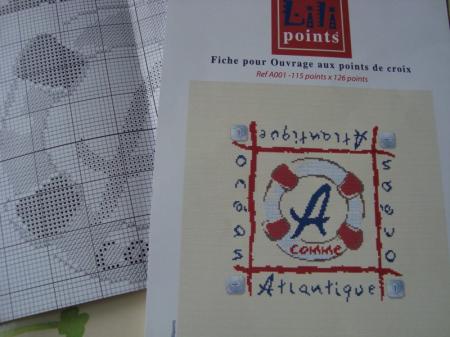 Lili
points
Fiche pour Ouvrage aux points de croix
Ref A001 -115 points x 126 points
Atlantique
océan
A
comme
océan
Atlantique